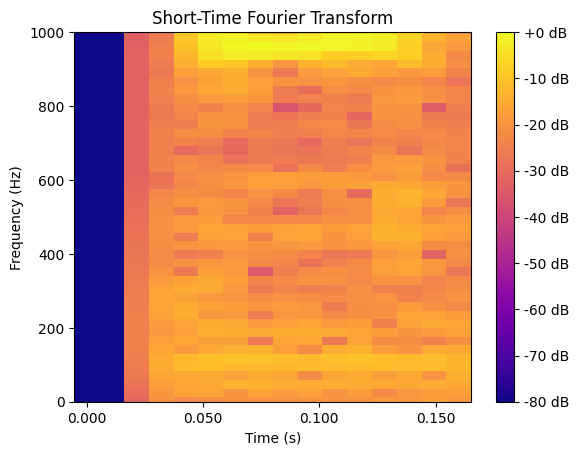 Short-Time Fourier Transform
Frequency (Hz)
1000
800
600
400
200
0
0.000 0.050 0.100 0.150
Time (s)
+0 dB
-10 dB
-20 dB
-30 dB
-40 dB
-50 dB
-60 dB
-70 dB
-80 dB